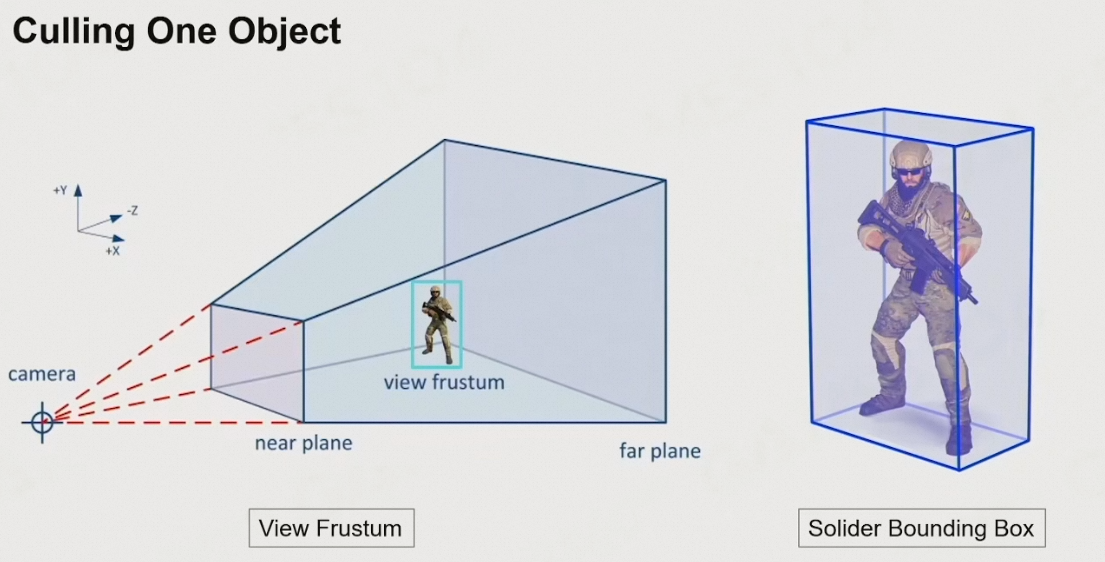 Culling One Object
+Y
-Z
+X
camera
view frustum
near plane
far plane
View Frustum
Solider Bounding Box